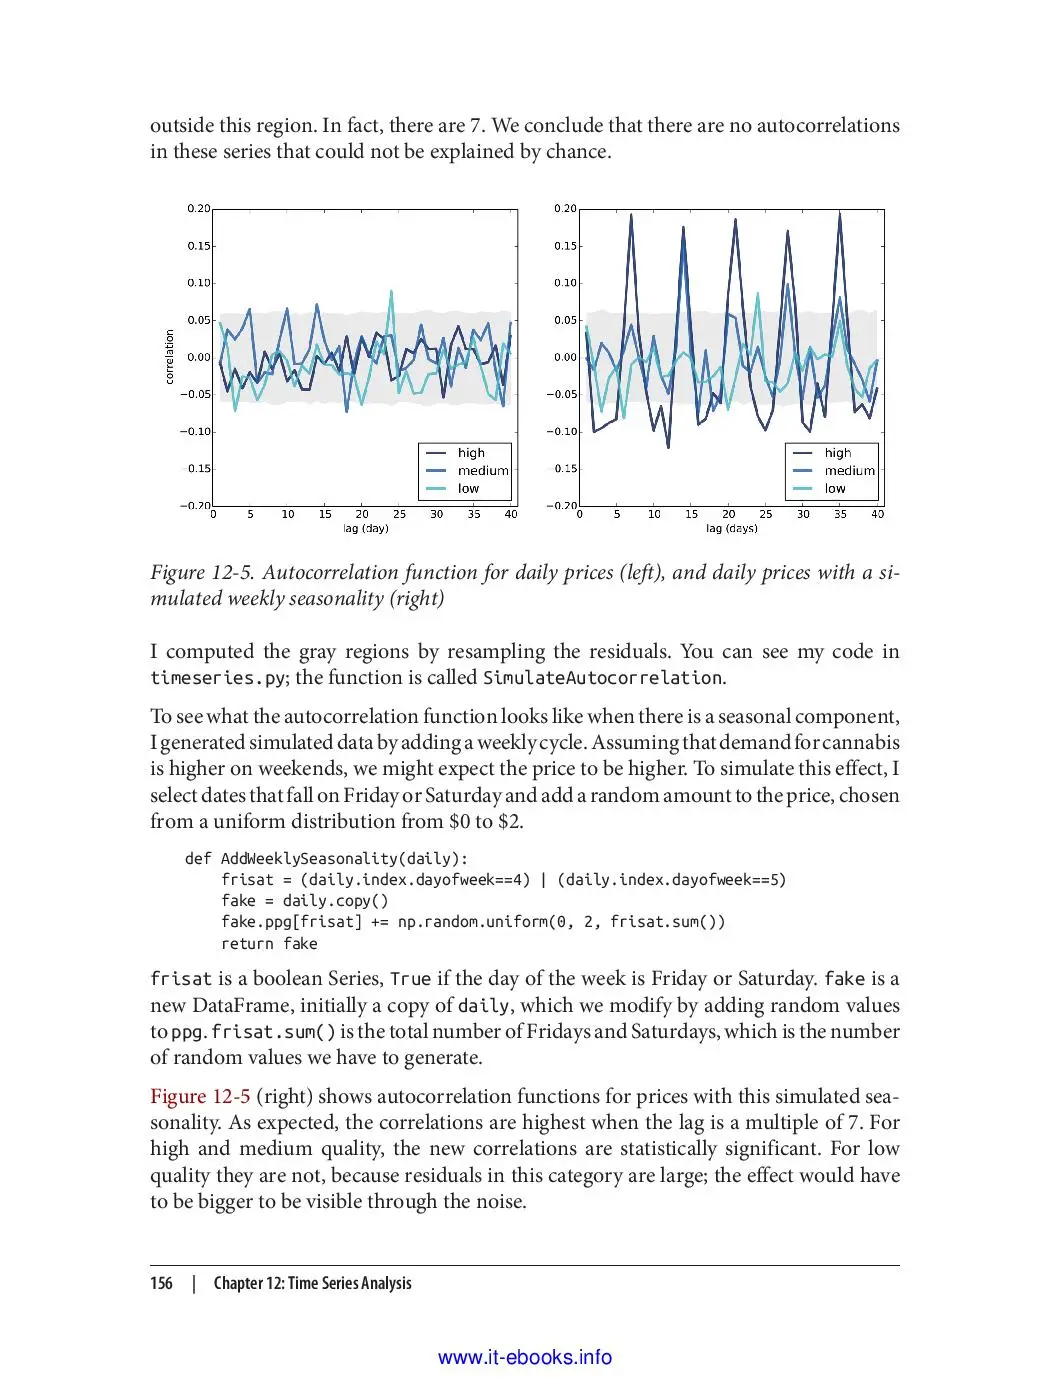 outside this region. In fact, there are 7. We conclude that there are no autocorrelations
in these series that could not be explained by chance.
0.20
0.15
0.10
0.05
0.00
−0.05
−0.10
−0.15
−0.20
correlation
0 5 10 15 20 25 30 35 40
lag (day)
high
medium
low
0.20
0.15
0.10
0.05
0.00
−0.05
−0.10
−0.15
−0.20
0 5 10 15 20 25 30 35 40
lag (days)
high
medium
low
Figure 12-5. Autocorrelation function for daily prices (left), and daily prices with a si-
mulated weekly seasonality (right)
I computed the gray regions by resampling the residuals. You can see my code in
timeseries.py; the function is called SimulateAutocorrelation.
To see what the autocorrelation function looks like when there is a seasonal component,
I generated simulated data by adding a weekly cycle. Assuming that demand for cannabis
is higher on weekends, we might expect the price to be higher. To simulate this effect, I
select dates that fall on Friday or Saturday and add a random amount to the price, chosen
from a uniform distribution from $0 to $2.
def AddWeeklySeasonality(daily):
frisat = (daily.index.dayofweek==4) | (daily.index.dayofweek==5)
fake = daily.copy()
fake.ppg[frisat] += np.random.uniform(0, 2, frisat.sum())
return fake
frisat is a boolean Series, True if the day of the week is Friday or Saturday. fake is a
new DataFrame, initially a copy of daily, which we modify by adding random values
to ppg. frisat.sum() is the total number of Fridays and Saturdays, which is the number
of random values we have to generate.
Figure 12-5 (right) shows autocorrelation functions for prices with this simulated sea-
sonality. As expected, the correlations are highest when the lag is a multiple of 7. For
high and medium quality, the new correlations are statistically significant. For low
quality they are not, because residuals in this category are large; the effect would have
to be bigger to be visible through the noise.
156 | Chapter 12: Time Series Analysis
www.it-ebooks.info